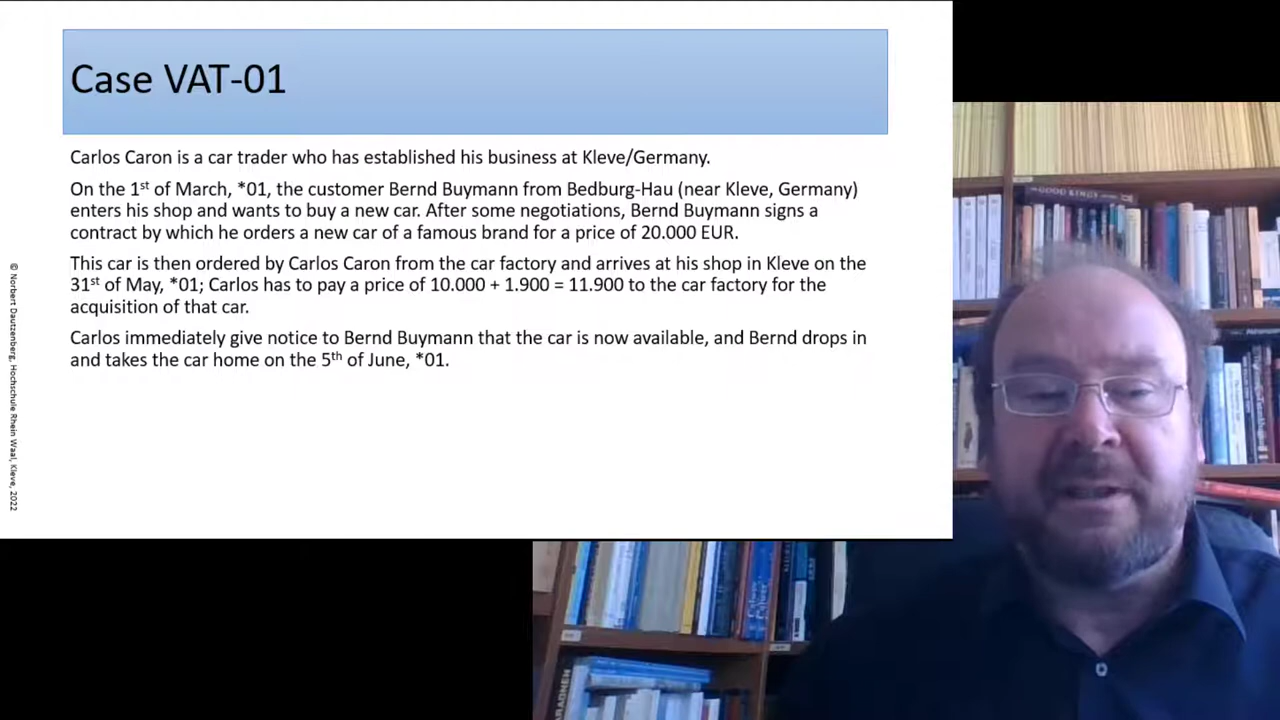 Case VAT-01
Carlos Caron is a car trader who has established his business at Kleve/Germany.
On the 1st of March, *01, the customer Bernd Buymann from Bedburg-Hau (near Kleve, Germany)
enters his shop and wants to buy a new car. After some negotiations, Bernd Buymann signs a
contract by which he orders a new car of a famous brand for a price of 20.000 EUR.
This car is then ordered by Carlos Caron from the car factory and arrives at his shop in Kleve on the
31st of May, *01; Carlos has to pay a price of 10.000 + 1.900 = 11.900 to the car factory for the
acquisition of that car.
Carlos immediately give notice to Bernd Buymann that the car is now available, and Bernd drops in
and takes the car home on the 5th of June, *01.
© Norbert Dautzenberg, Hochschule Rhein Waal, Kleve, 2022